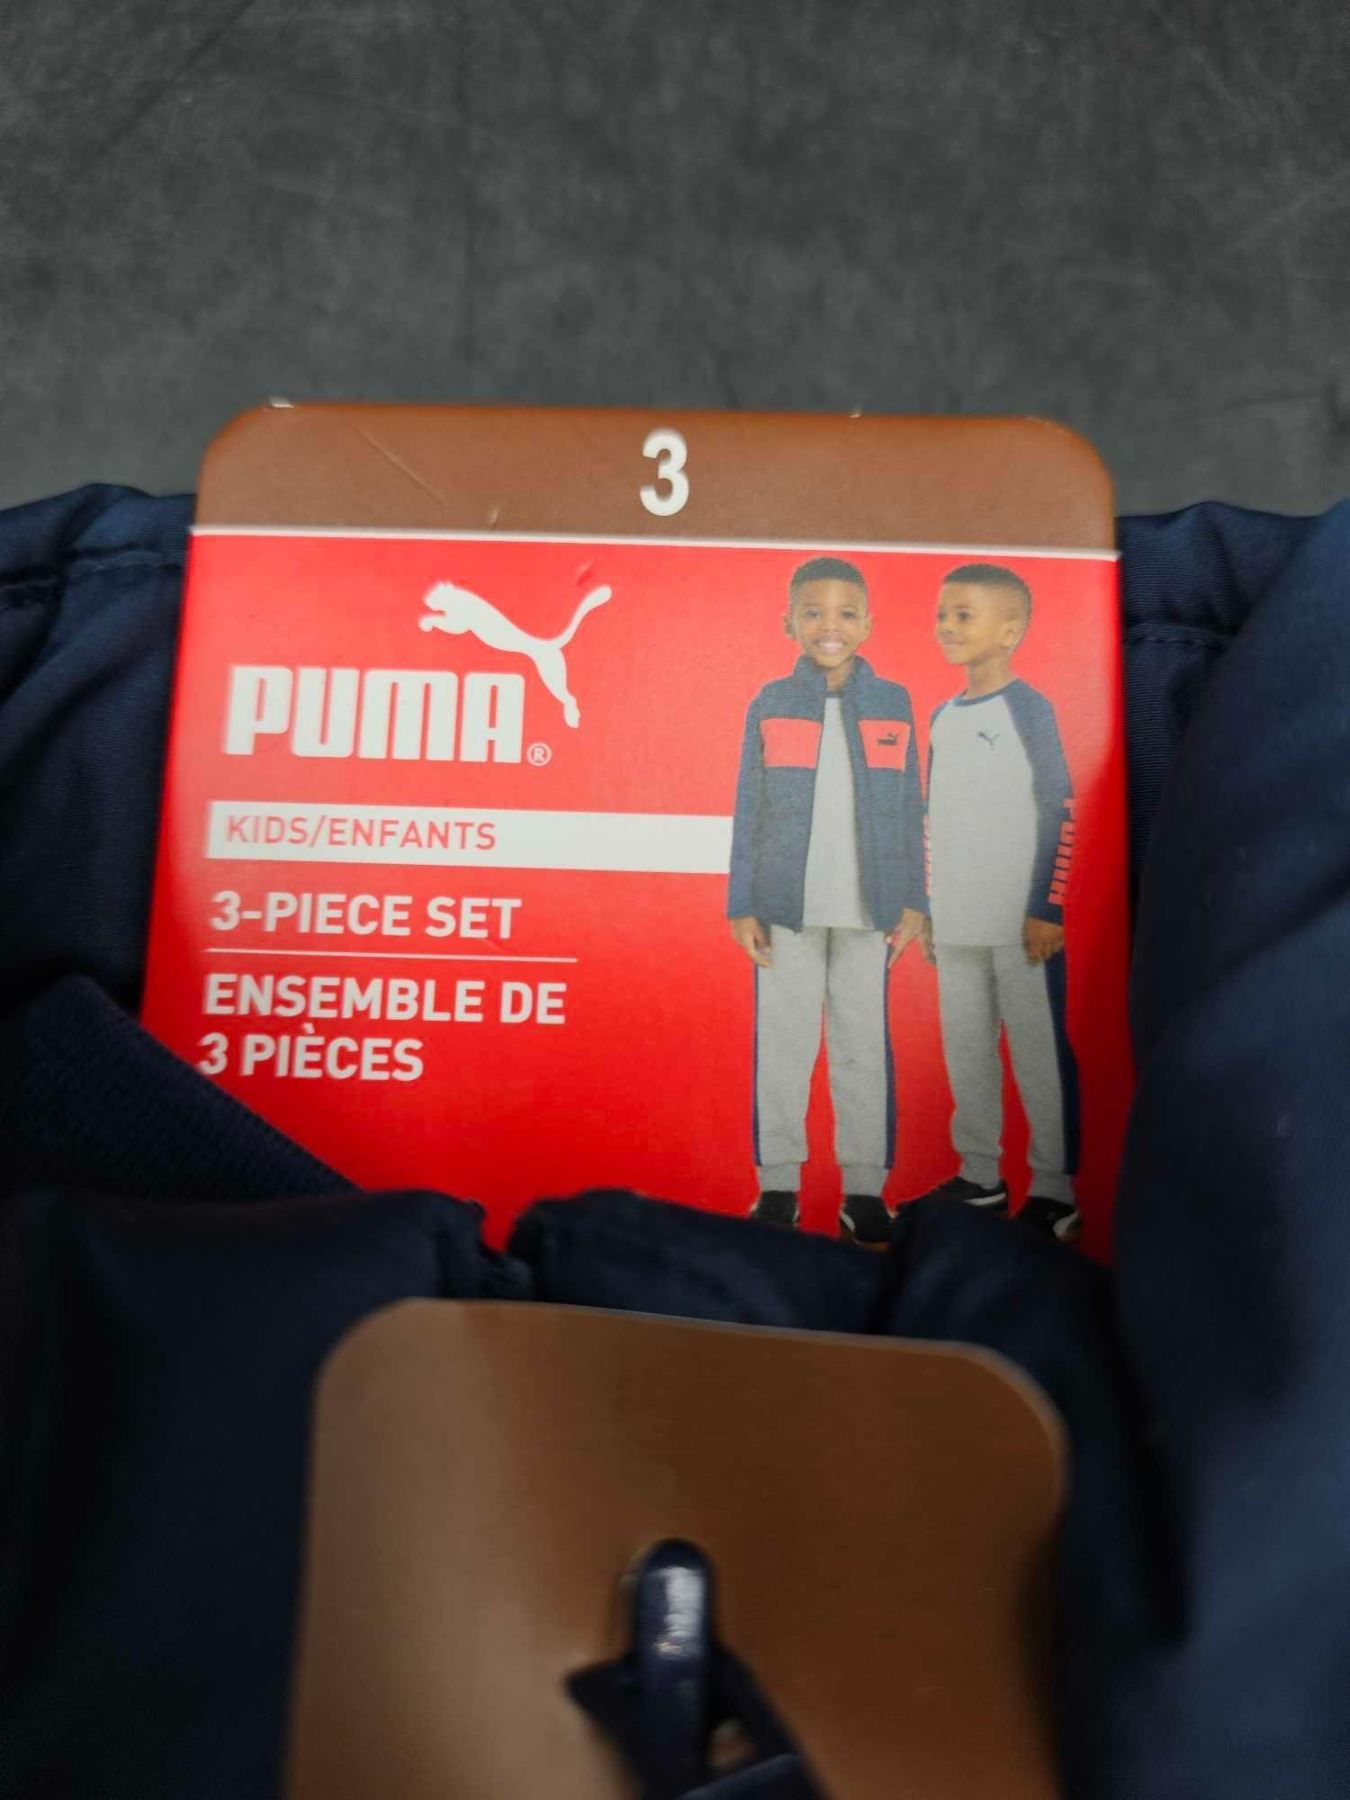 3
PUMA®
KIDS/ENFANTS
3-PIECE SET
ENSEMBLE DE
3 PIÈCES
PUMA